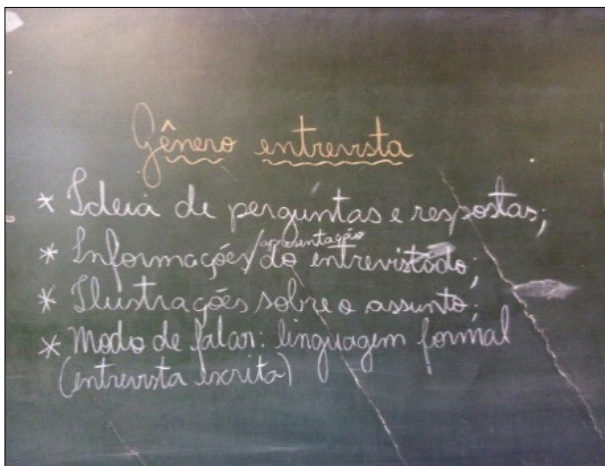 Gênero entrevista
* Ideia de perguntas e respostas;
* Informações/apresentação do entrevistado;
* Ilustrações sobre o assunto;
* Modo de falar: linguagem formal
(entrevista escrita)